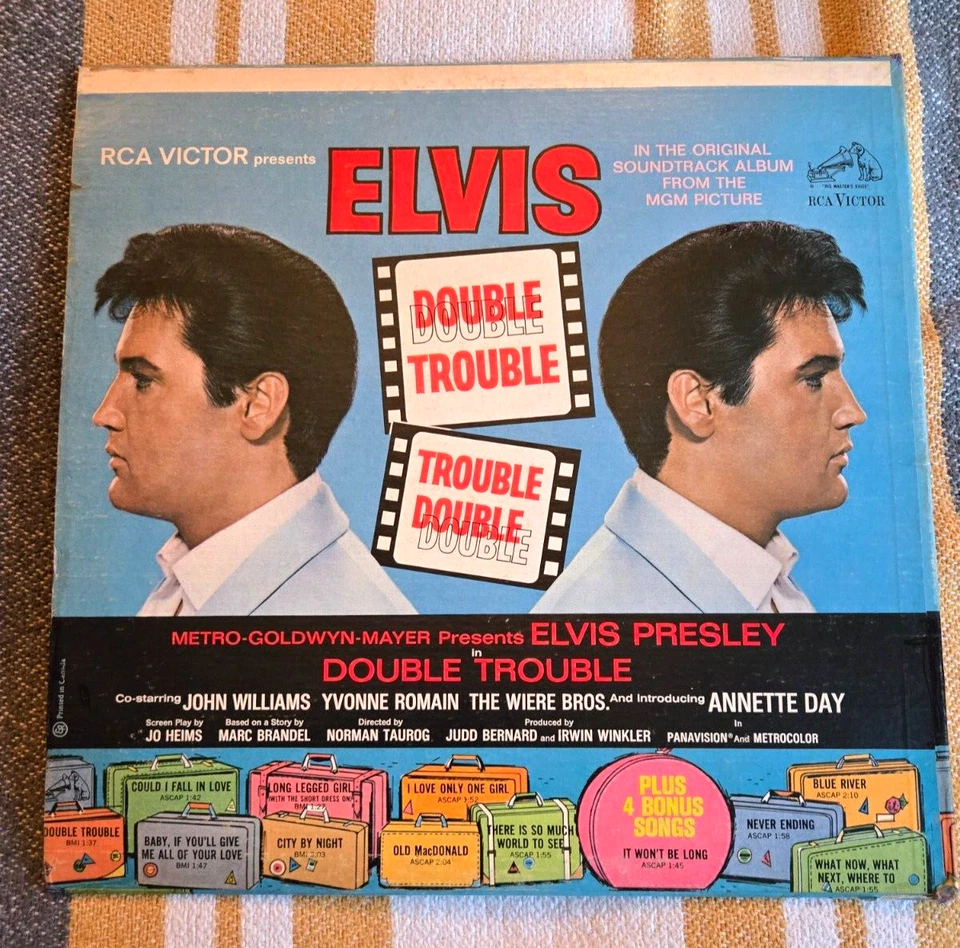 RCA VICTOR presents
ELVIS
IN THE ORIGINAL
SOUNDTRACK ALBUM
FROM THE
MGM PICTURE
"HIS MASTER'S VOICE"
RCA VICTOR
DOUBLE
DOUBLE
TROUBLE
TROUBLE
DOUBLE
DOUBLE
METRO-GOLDWYN-MAYER Presents ELVIS PRESLEY
in
DOUBLE TROUBLE
Co-starring JOHN WILLIAMS YVONNE ROMAIN THE WIERE BROS. And Introducing ANNETTE DAY
Screen Play by
JO HEIMS
Based on a Story by
MARC BRANDEL
Directed by
NORMAN TAUROG
Produced by
JUDD BERNARD and IRWIN WINKLER
In
PANAVISION® And METROCOLOR
Printed in Canada
DOUBLE TROUBLE
BMI 1:37
COULD I FALL IN LOVE
ASCAP 1:42
BABY, IF YOU'LL GIVE
ME ALL OF YOUR LOVE
BMI 1:47
LONG LEGGED GIRL
(WITH THE SHORT DRESS ON)
BMI 1:27
CITY BY NIGHT
BMI 2:03
I LOVE ONLY ONE GIRL
ASCAP 1:52
OLD MacDONALD
ASCAP 2:04
THERE IS SO MUCH
WORLD TO SEE
ASCAP 1:55
PLUS
4 BONUS
SONGS
IT WON'T BE LONG
ASCAP 1:45
NEVER ENDING
ASCAP 1:58
BLUE RIVER
ASCAP 2:10
WHAT NOW, WHAT
NEXT, WHERE TO
ASCAP 1:55